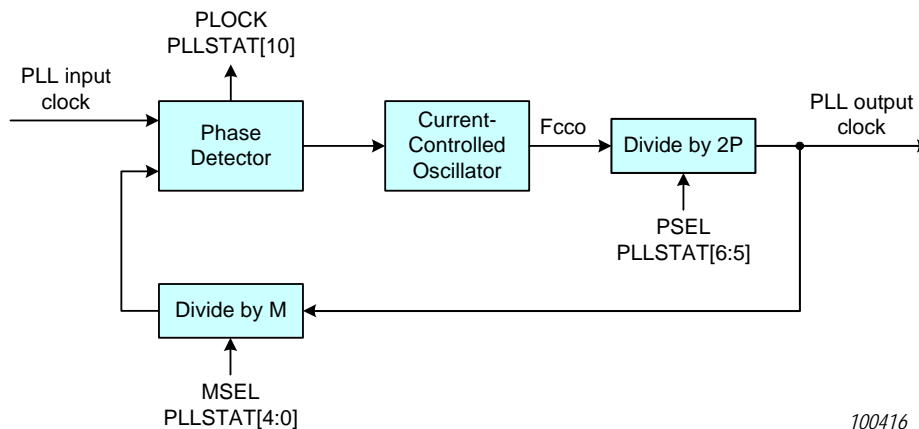 PLOCK
PLLSTAT[10]
PLL input
clock
Phase
Detector
Current-
Controlled
Oscillator
Fcco
Divide by 2P
PLL output
clock
PSEL
PLLSTAT[6:5]
Divide by M
MSEL
PLLSTAT[4:0]
100416